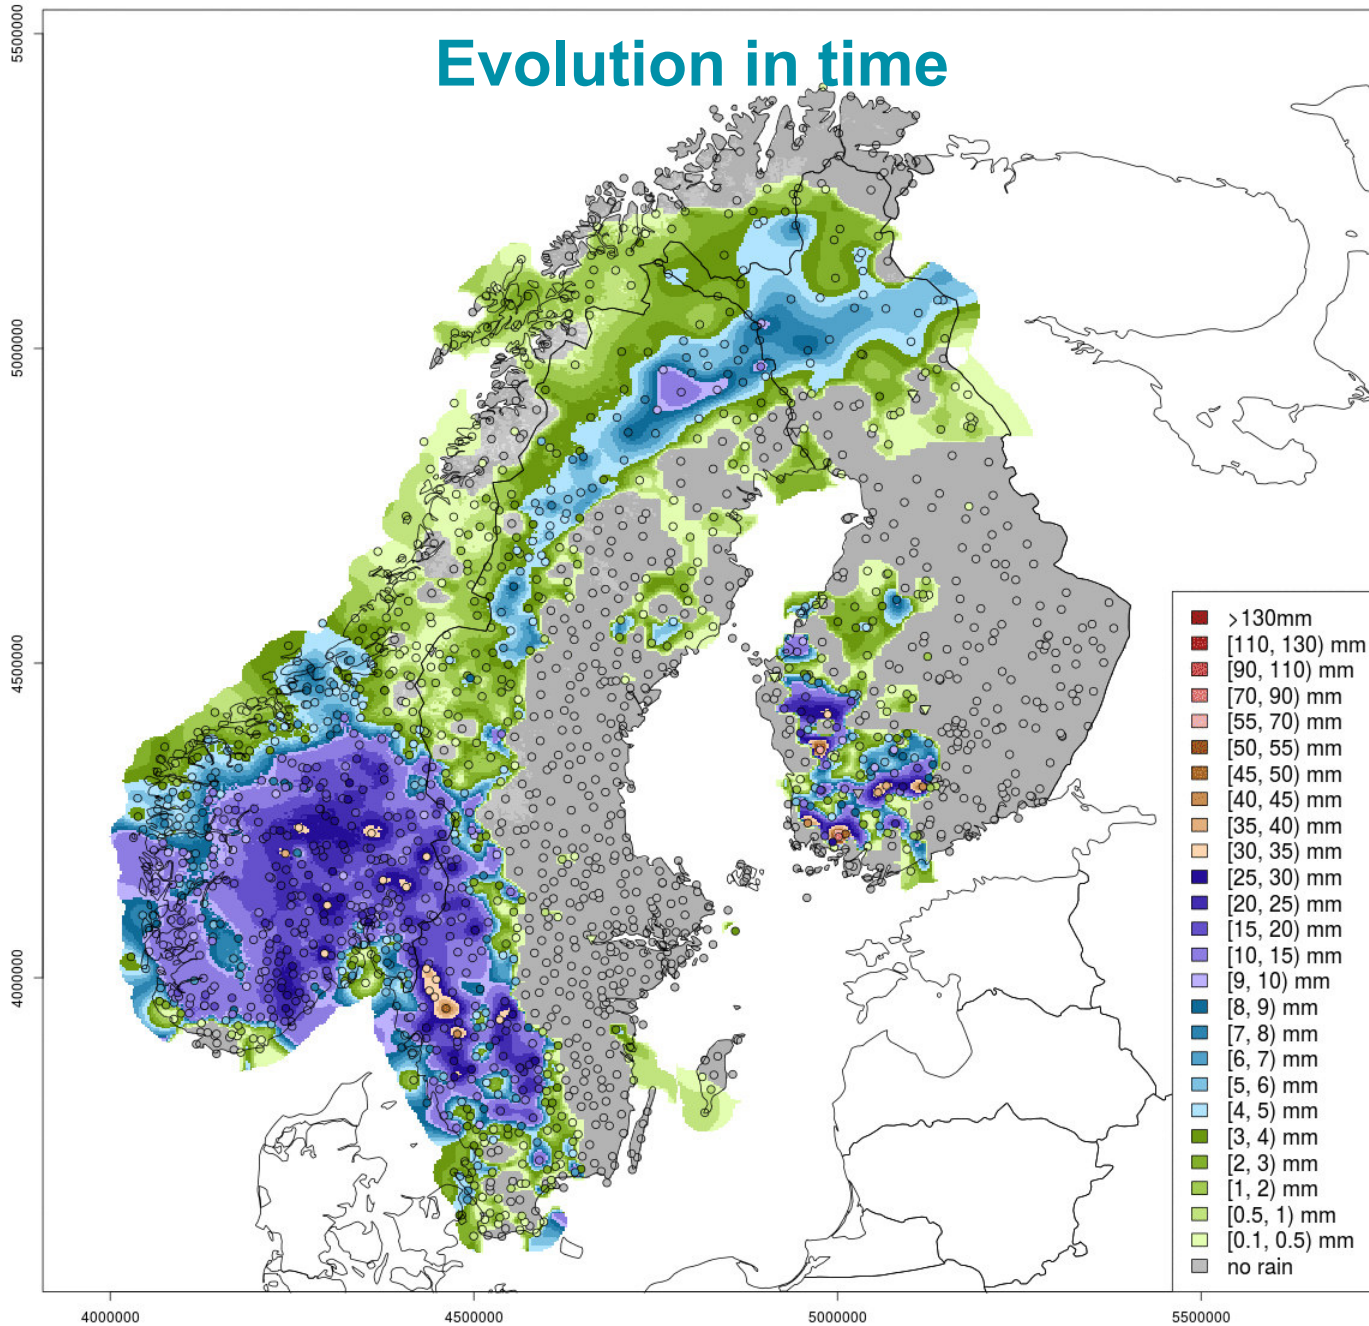 Evolution in time
5500000
5000000
4500000
4000000
>130mm
[110, 130) mm
[90, 110) mm
[70, 90) mm
[55, 70) mm
[50, 55) mm
[45, 50) mm
[40, 45) mm
[35, 40) mm
[30, 35) mm
[25, 30) mm
[20, 25) mm
[15, 20) mm
[10, 15) mm
[9, 10) mm
[8, 9) mm
[7, 8) mm
[6, 7) mm
[5, 6) mm
[4, 5) mm
[3, 4) mm
[2, 3) mm
[1, 2) mm
[0.5, 1) mm
[0.1, 0.5) mm
no rain
4000000 4500000 5000000 5500000